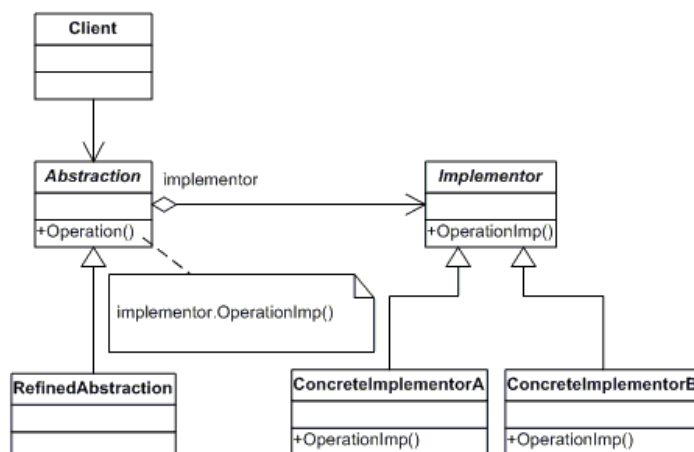 Client
Abstraction
implementor
Implementor
+Operation()
+OperationImp()
implementor.OperationImp()
RefinedAbstraction
ConcreteImplementorA
ConcreteImplementorB
+OperationImp()
+OperationImp()